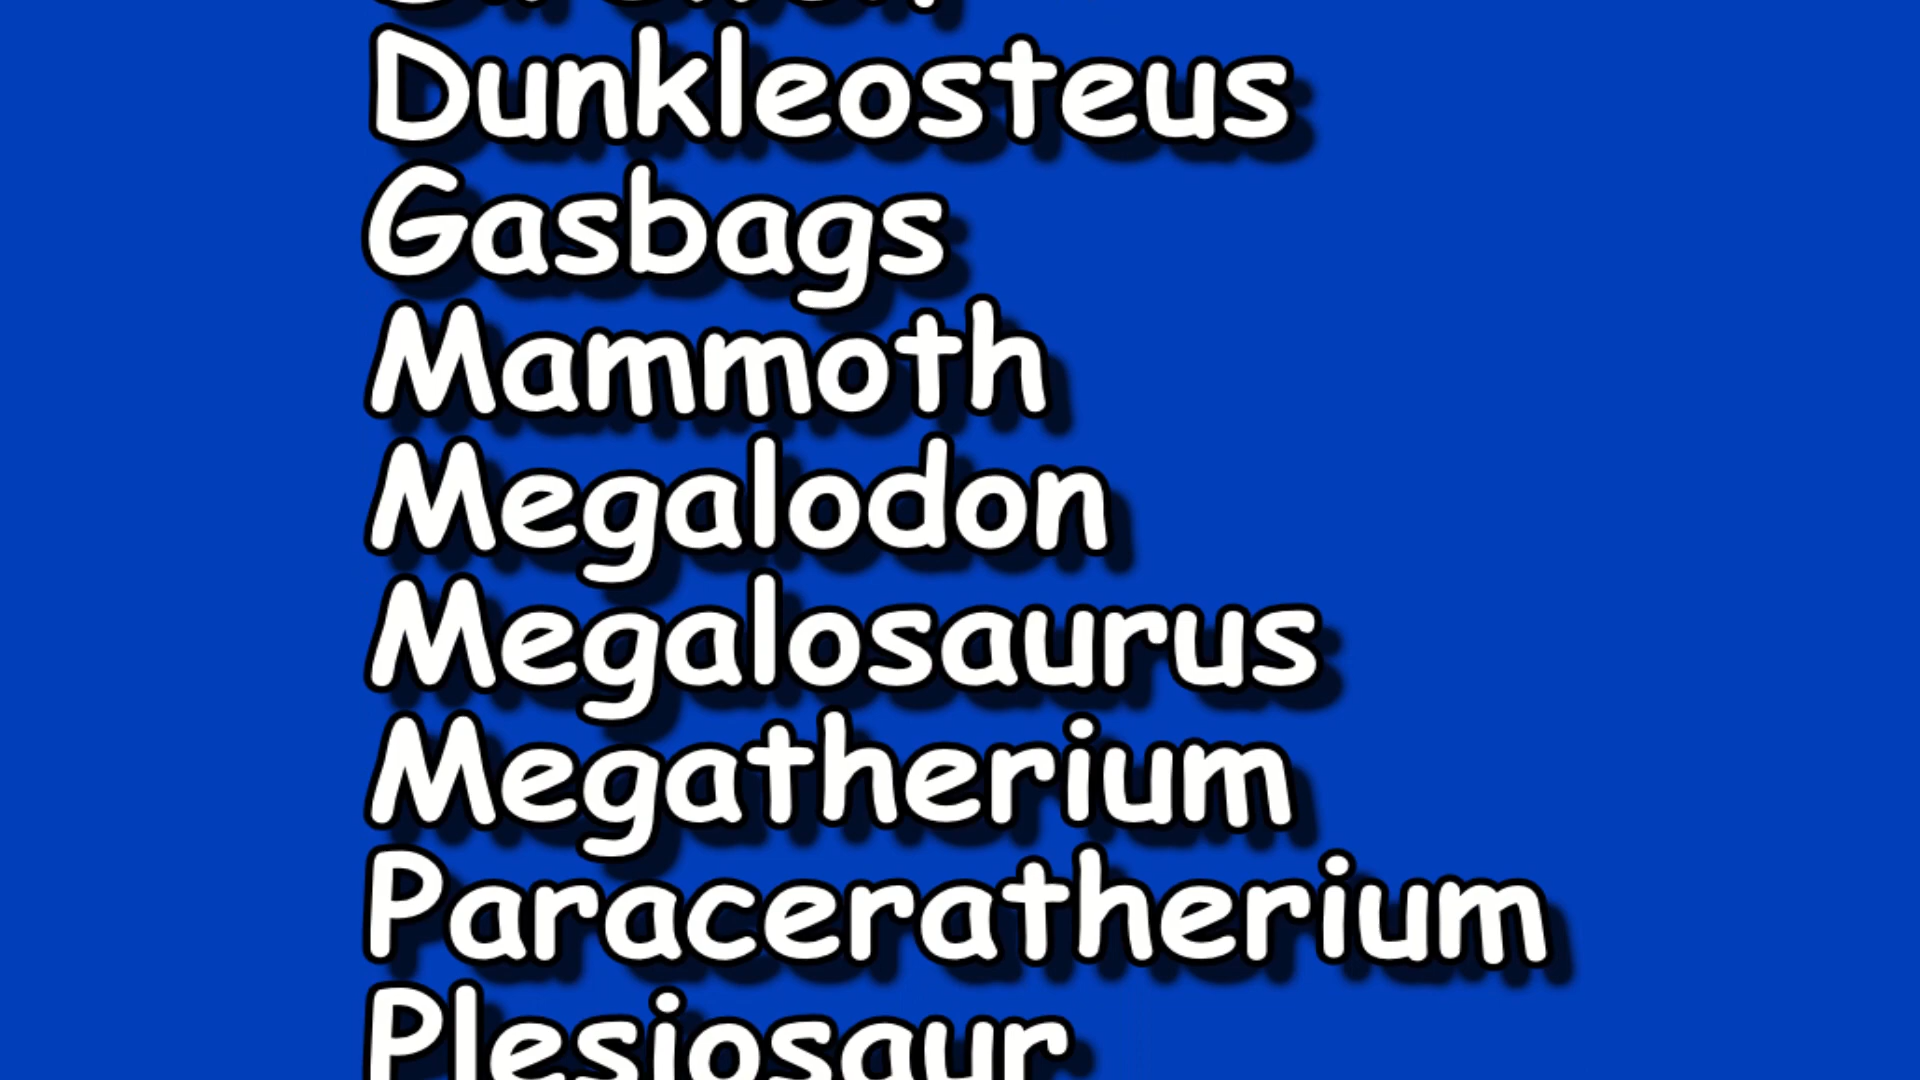 Dunkleosteus
Gasbags
Mammoth
Megalodon
Megalosaurus
Megatherium
Paraceratherium
Plesiosaur